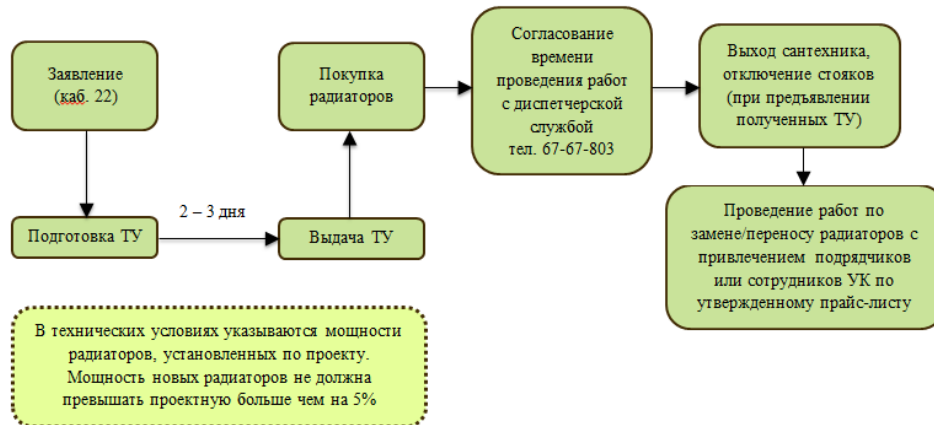 Заявление
(каб. 22)
Подготовка ТУ
2 – 3 дня
Выдача ТУ
Покупка
радиаторов
Согласование
времени
проведения работ
с диспетчерской
службой
тел. 67-67-803
Выход сантехника,
отключение стояков
(при предъявлении
полученных ТУ)
Проведение работ по
замене/переносу радиаторов с
привлечением подрядчиков
или сотрудников УК по
утвержденному прайс-листу
В технических условиях указываются мощности
радиаторов, установленных по проекту.
Мощность новых радиаторов не должна
превышать проектную больше чем на 5%